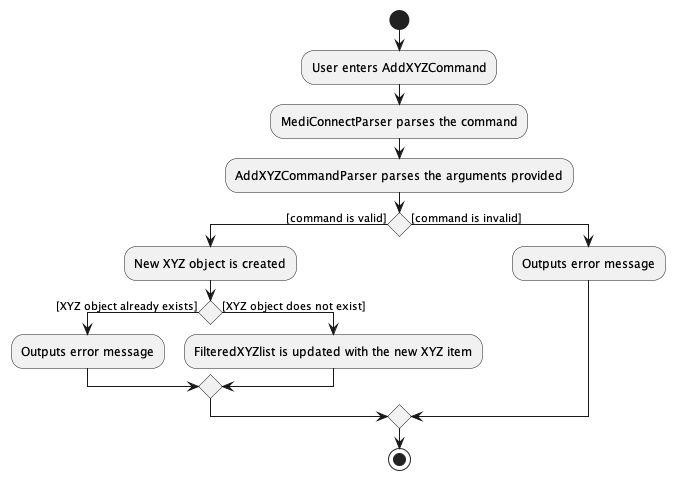 User enters AddXYZCommand
MediConnectParser parses the command
AddXYZCommandParser parses the arguments provided
[command is valid]
[command is invalid]
New XYZ object is created
Outputs error message
[XYZ object already exists]
[XYZ object does not exist]
Outputs error message
FilteredXYZlist is updated with the new XYZ item